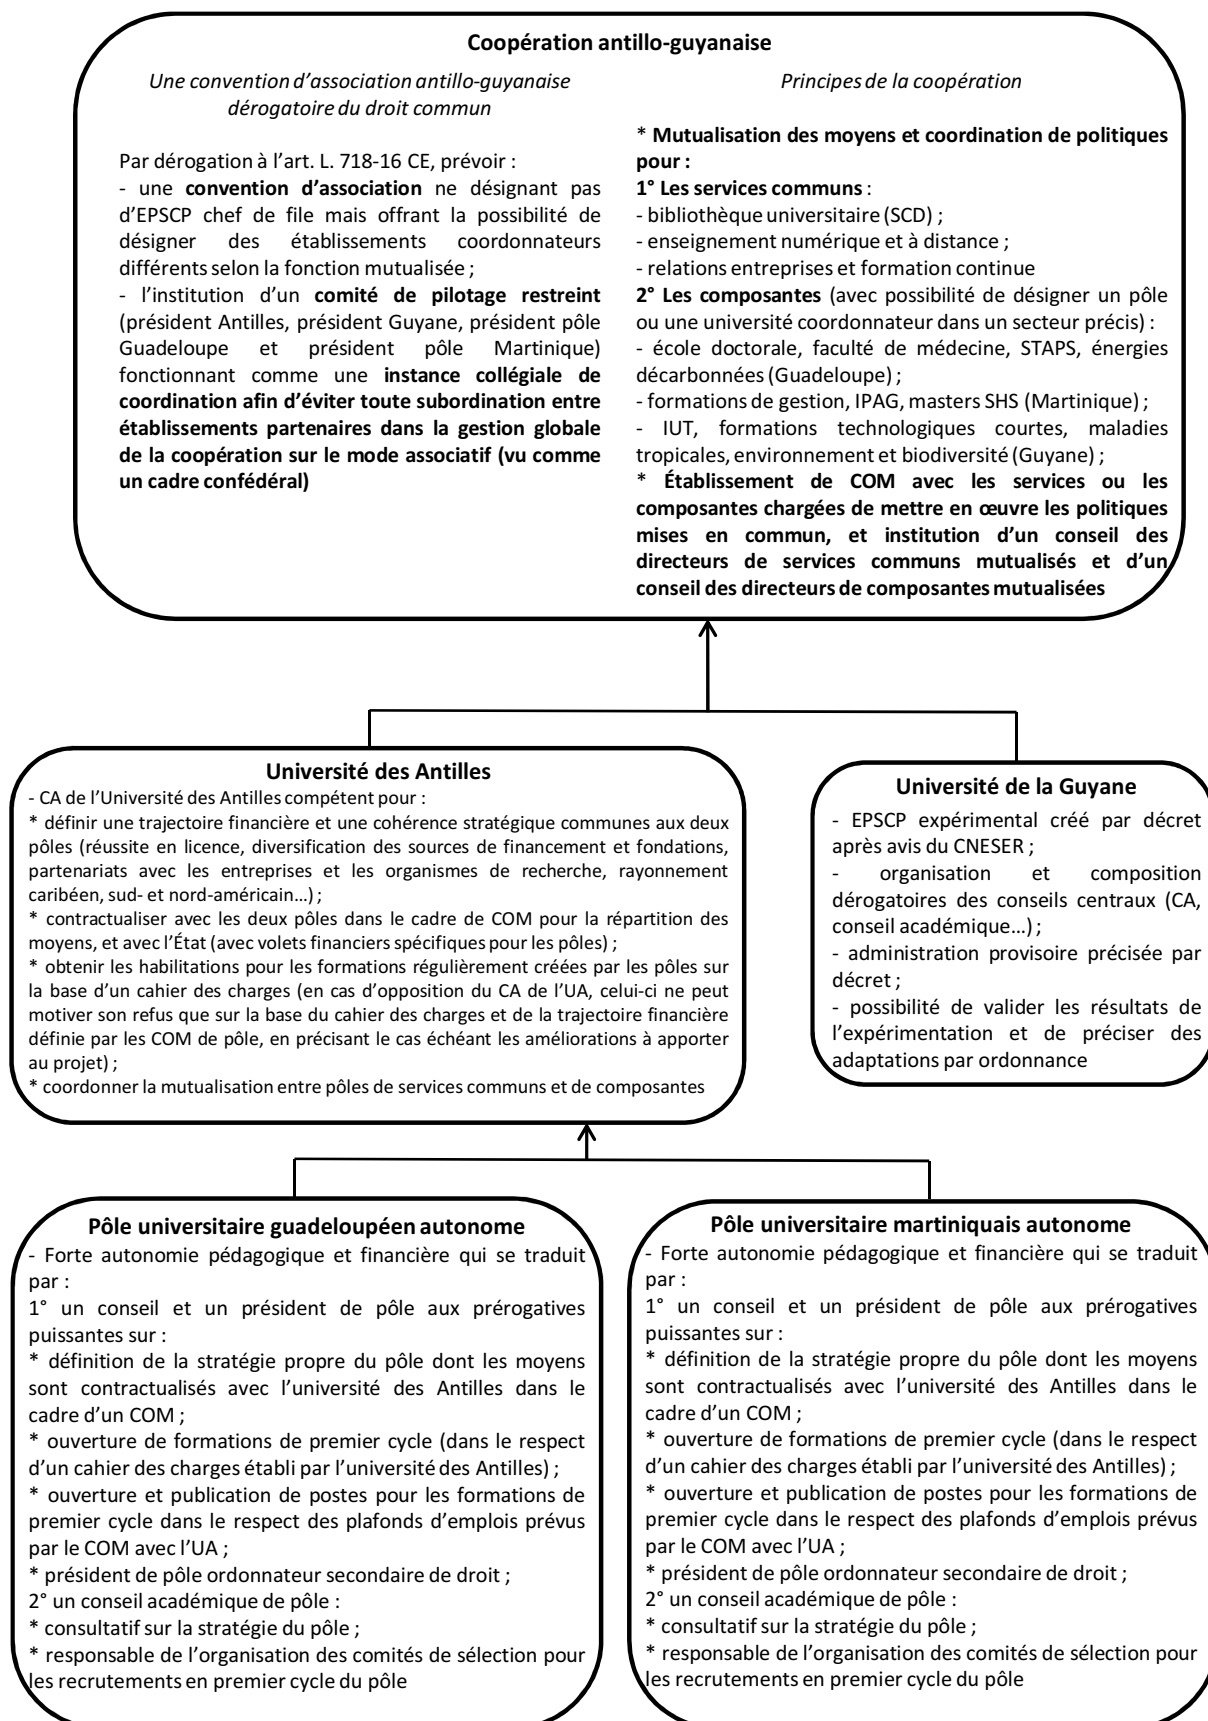 Coopération antillo-guyanaise
Une convention d’association antillo-guyanaise
dérogatoire du droit commun
Par dérogation à l’art. L. 718-16 CE, prévoir :
- une convention d’association ne désignant pas
d’EPSCP chef de file mais offrant la possibilité de
désigner des établissements coordonnateurs
différents selon la fonction mutualisée ;
- l’institution d’un comité de pilotage restreint
(président Antilles, président Guyane, président pôle
Guadeloupe et président pôle Martinique)
fonctionnant comme une instance collégiale de
coordination afin d’éviter toute subordination entre
établissements partenaires dans la gestion globale
de la coopération sur le mode associatif (vu comme
un cadre confédéral)
Principes de la coopération
* Mutualisation des moyens et coordination de politiques
pour :
1° Les services communs :
- bibliothèque universitaire (SCD) ;
- enseignement numérique et à distance ;
- relations entreprises et formation continue
2° Les composantes (avec possibilité de désigner un pôle
ou une université coordonnateur dans un secteur précis) :
- école doctorale, faculté de médecine, STAPS, énergies
décarbonnées (Guadeloupe) ;
- formations de gestion, IPAG, masters SHS (Martinique) ;
- IUT, formations technologiques courtes, maladies
tropicales, environnement et biodiversité (Guyane) ;
* Établissement de COM avec les services ou les
composantes chargées de mettre en œuvre les politiques
mises en commun, et institution d’un conseil des
directeurs de services communs mutualisés et d’un
conseil des directeurs de composantes mutualisées
Université des Antilles
- CA de l’Université des Antilles compétent pour :
* définir une trajectoire financière et une cohérence stratégique communes aux deux
pôles (réussite en licence, diversification des sources de financement et fondations,
partenariats avec les entreprises et les organismes de recherche, rayonnement
caribéen, sud- et nord-américain…) ;
* contractualiser avec les deux pôles dans le cadre de COM pour la répartition des
moyens, et avec l’État (avec volets financiers spécifiques pour les pôles) ;
* obtenir les habilitations pour les formations régulièrement créées par les pôles sur
la base d’un cahier des charges (en cas d’opposition du CA de l’UA, celui-ci ne peut
motiver son refus que sur la base du cahier des charges et de la trajectoire financière
définie par les COM de pôle, en précisant le cas échéant les améliorations à apporter
au projet) ;
* coordonner la mutualisation entre pôles de services communs et de composantes
Université de la Guyane
- EPSCP expérimental créé par décret
après avis du CNESER ;
- organisation et composition
dérogatoires des conseils centraux (CA,
conseil académique…) ;
- administration provisoire précisée par
décret ;
- possibilité de valider les résultats de
l’expérimentation et de préciser des
adaptations par ordonnance
Pôle universitaire guadeloupéen autonome
- Forte autonomie pédagogique et financière qui se traduit
par :
1° un conseil et un président de pôle aux prérogatives
puissantes sur :
* définition de la stratégie propre du pôle dont les moyens
sont contractualisés avec l’université des Antilles dans le
cadre d’un COM ;
* ouverture de formations de premier cycle (dans le respect
d’un cahier des charges établi par l’université des Antilles) ;
* ouverture et publication de postes pour les formations de
premier cycle dans le respect des plafonds d’emplois prévus
par le COM avec l’UA ;
* président de pôle ordonnateur secondaire de droit ;
2° un conseil académique de pôle :
* consultatif sur la stratégie du pôle ;
* responsable de l’organisation des comités de sélection pour
les recrutements en premier cycle du pôle
Pôle universitaire martiniquais autonome
- Forte autonomie pédagogique et financière qui se traduit
par :
1° un conseil et un président de pôle aux prérogatives
puissantes sur :
* définition de la stratégie propre du pôle dont les moyens
sont contractualisés avec l’université des Antilles dans le
cadre d’un COM ;
* ouverture de formations de premier cycle (dans le respect
d’un cahier des charges établi par l’université des Antilles) ;
* ouverture et publication de postes pour les formations de
premier cycle dans le respect des plafonds d’emplois prévus
par le COM avec l’UA ;
* président de pôle ordonnateur secondaire de droit ;
2° un conseil académique de pôle :
* consultatif sur la stratégie du pôle ;
* responsable de l’organisation des comités de sélection pour
les recrutements en premier cycle du pôle